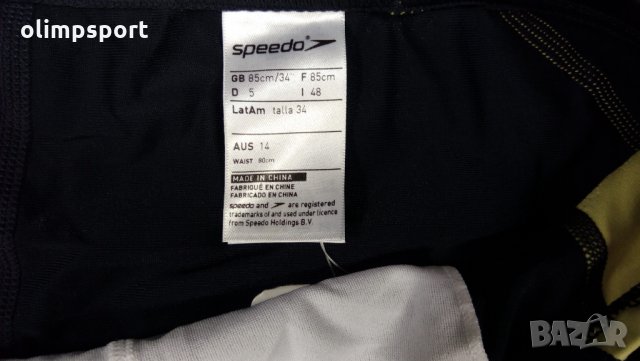 olimpsport
speedo
GB 85cm/34" F 85cm
D 5 I 48
LatAm talla 34
AUS 14
WAIST 80cm
MADE IN CHINA
FABRIQUÉ EN CHINE
FABRICADO EN CHINA
speedo and are registered
trademarks of and used under licence
from Speedo Holdings B.V.
BAZAR